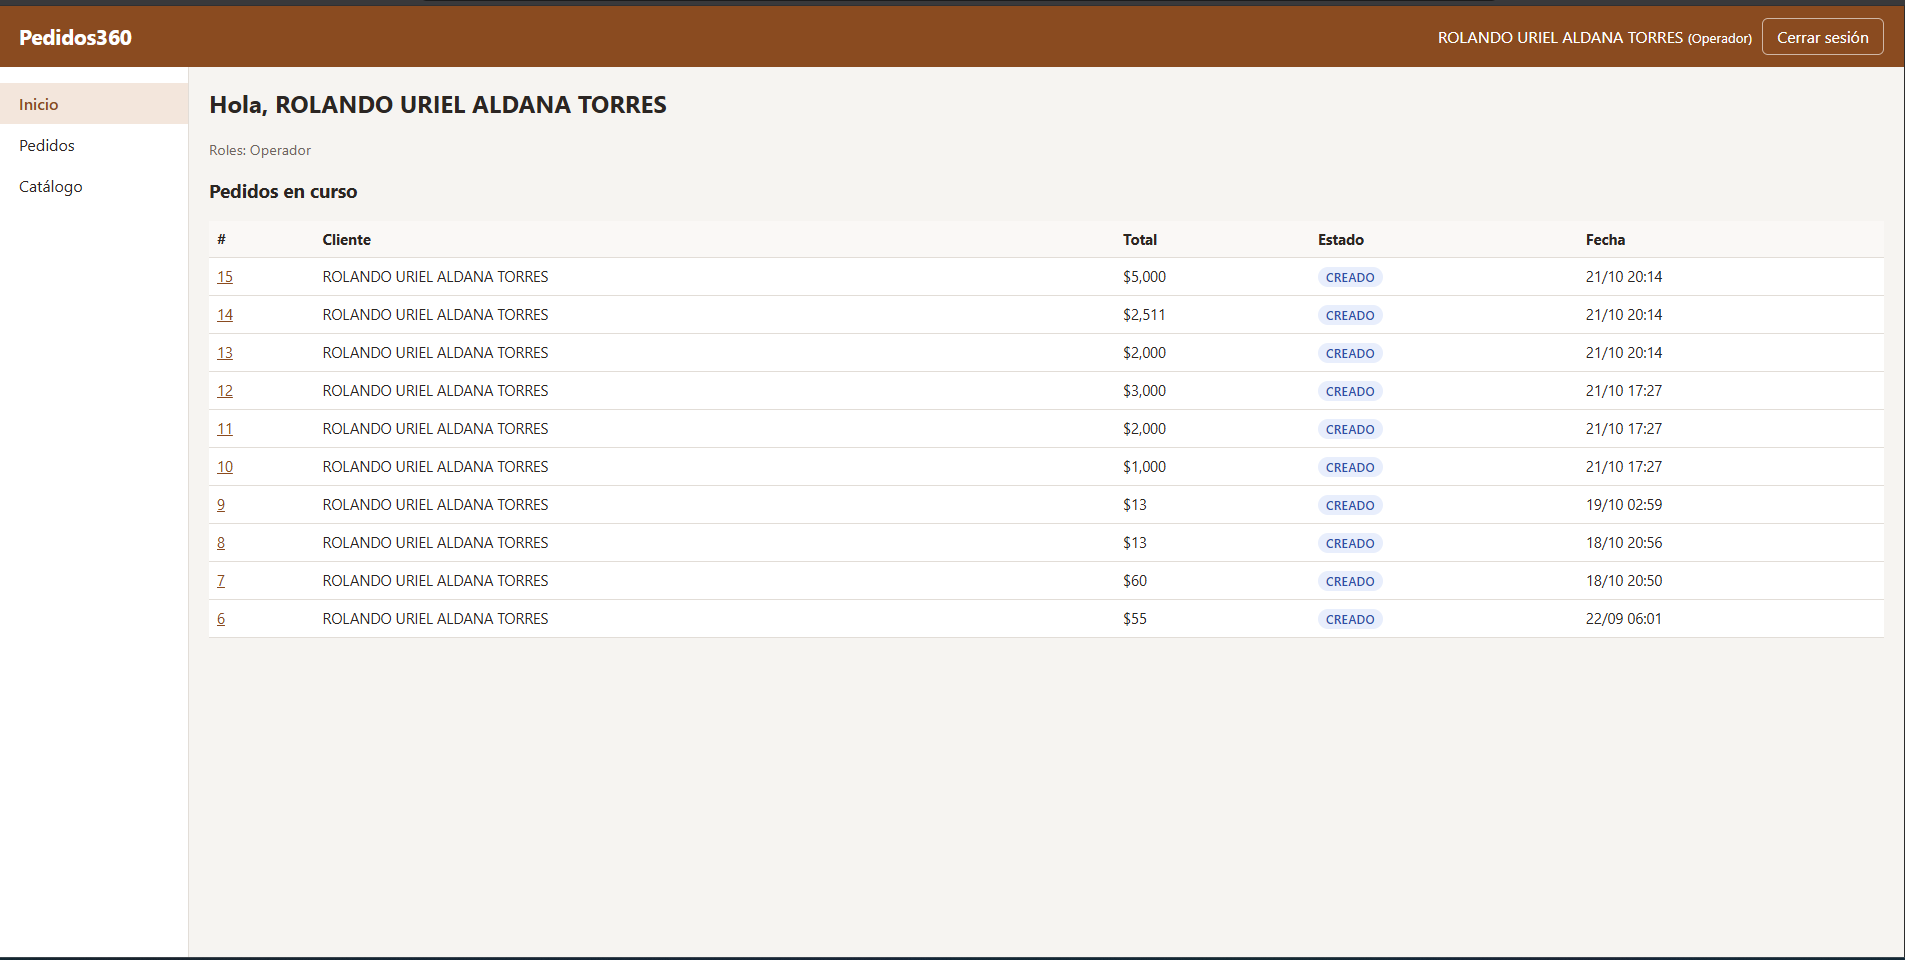 Pedidos360
ROLANDO URIEL ALDANA TORRES (Operador) Cerrar sesión
Inicio
Pedidos
Catálogo
Hola, ROLANDO URIEL ALDANA TORRES
Roles: Operador
Pedidos en curso
# Cliente Total Estado Fecha
15 ROLANDO URIEL ALDANA TORRES $5,000 CREADO 21/10 20:14
14 ROLANDO URIEL ALDANA TORRES $2,511 CREADO 21/10 20:14
13 ROLANDO URIEL ALDANA TORRES $2,000 CREADO 21/10 20:14
12 ROLANDO URIEL ALDANA TORRES $3,000 CREADO 21/10 17:27
11 ROLANDO URIEL ALDANA TORRES $2,000 CREADO 21/10 17:27
10 ROLANDO URIEL ALDANA TORRES $1,000 CREADO 21/10 17:27
9 ROLANDO URIEL ALDANA TORRES $13 CREADO 19/10 02:59
8 ROLANDO URIEL ALDANA TORRES $13 CREADO 18/10 20:56
7 ROLANDO URIEL ALDANA TORRES $60 CREADO 18/10 20:50
6 ROLANDO URIEL ALDANA TORRES $55 CREADO 22/09 06:01